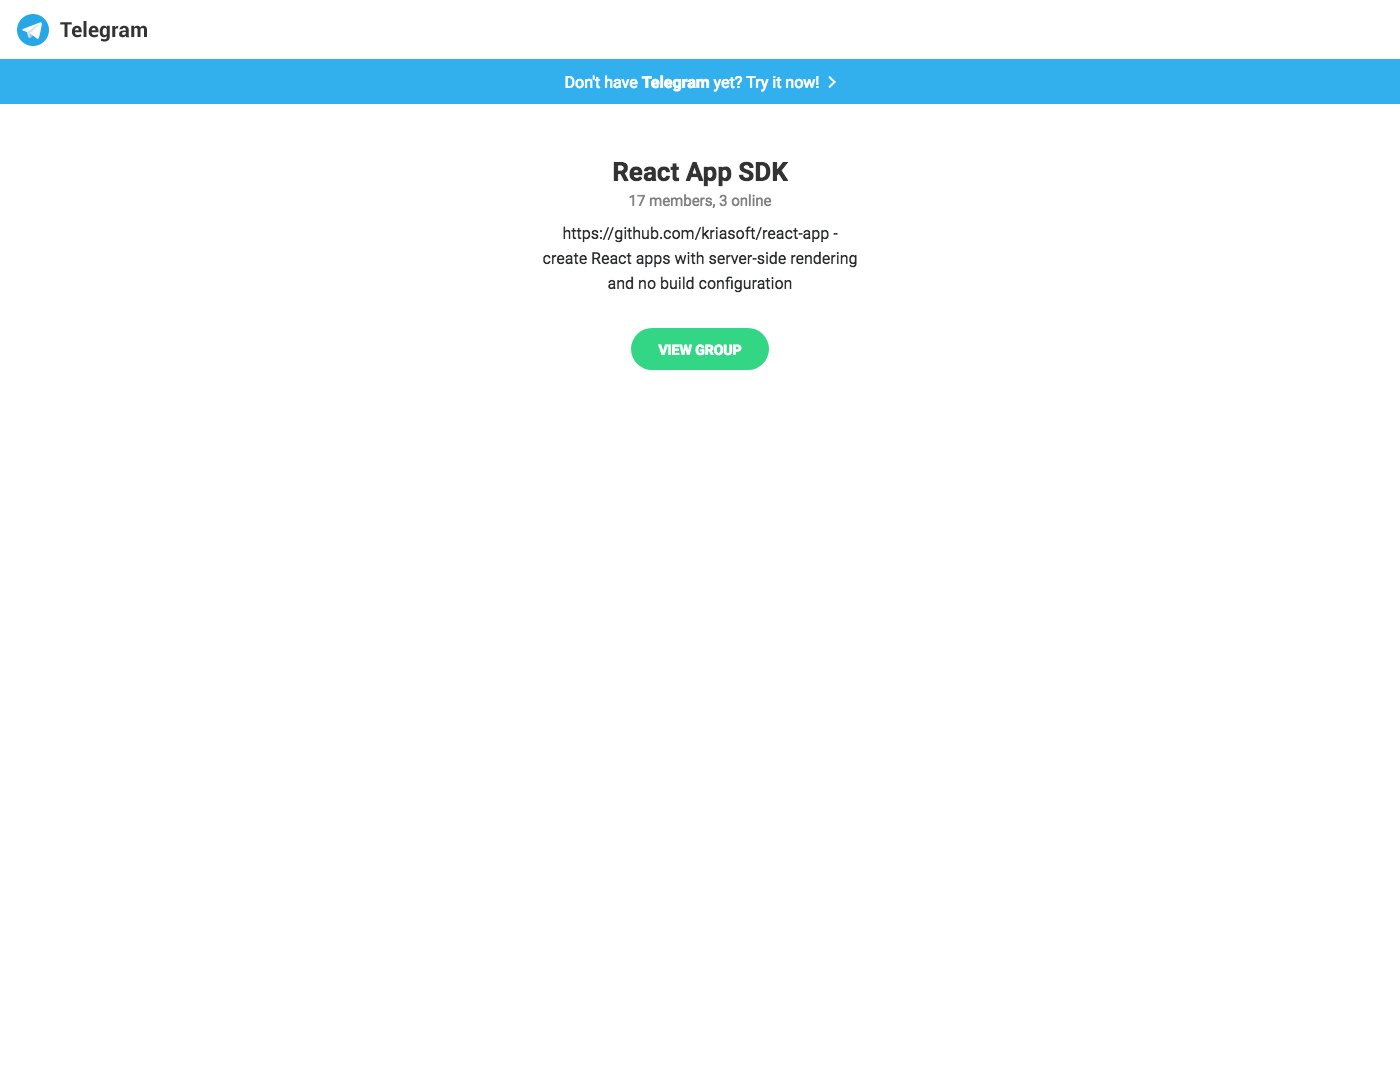 Telegram
Don't have Telegram yet? Try it now!
React App SDK
17 members, 3 online
https://github.com/kriasoft/react-app -
create React apps with server-side rendering
and no build configuration
VIEW GROUP